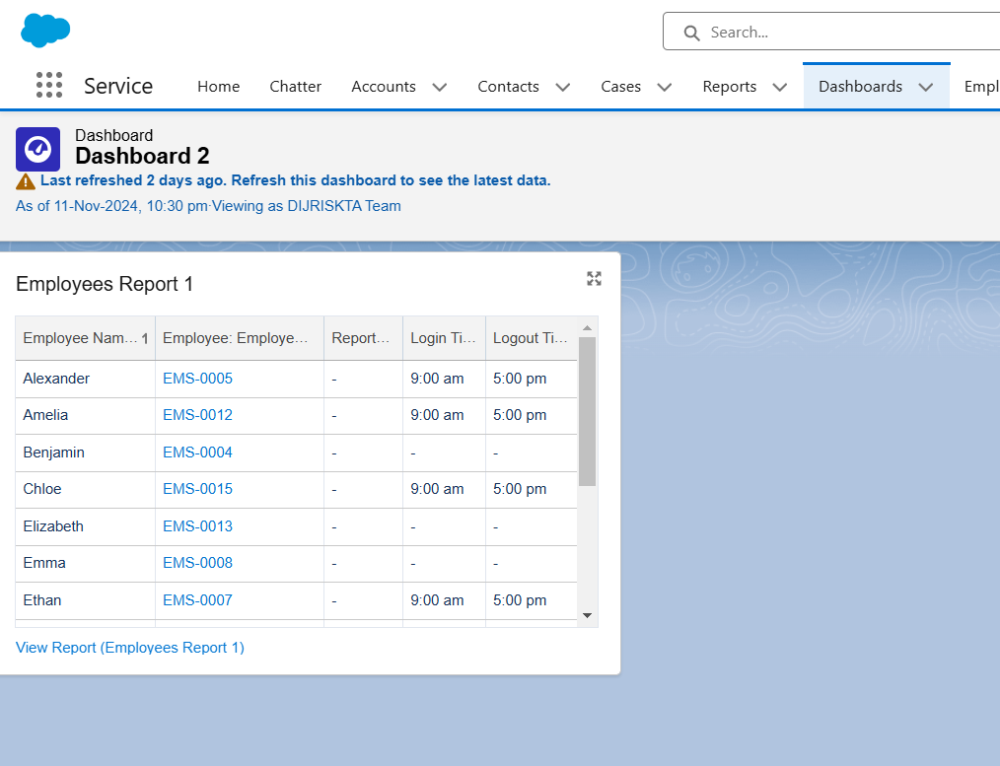 Search...
Service Home Chatter Accounts Contacts Cases Reports Dashboards Empl
Dashboard
Dashboard 2
Last refreshed 2 days ago. Refresh this dashboard to see the latest data.
As of 11-Nov-2024, 10:30 pm·Viewing as DIJRISKTA Team
Employees Report 1
Employee Nam... 1 Employee: Employe... Report... Login Ti... Logout Ti...
Alexander EMS-0005 - 9:00 am 5:00 pm
Amelia EMS-0012 - 9:00 am 5:00 pm
Benjamin EMS-0004 - - -
Chloe EMS-0015 - 9:00 am 5:00 pm
Elizabeth EMS-0013 - - -
Emma EMS-0008 - - -
Ethan EMS-0007 - 9:00 am 5:00 pm
View Report (Employees Report 1)